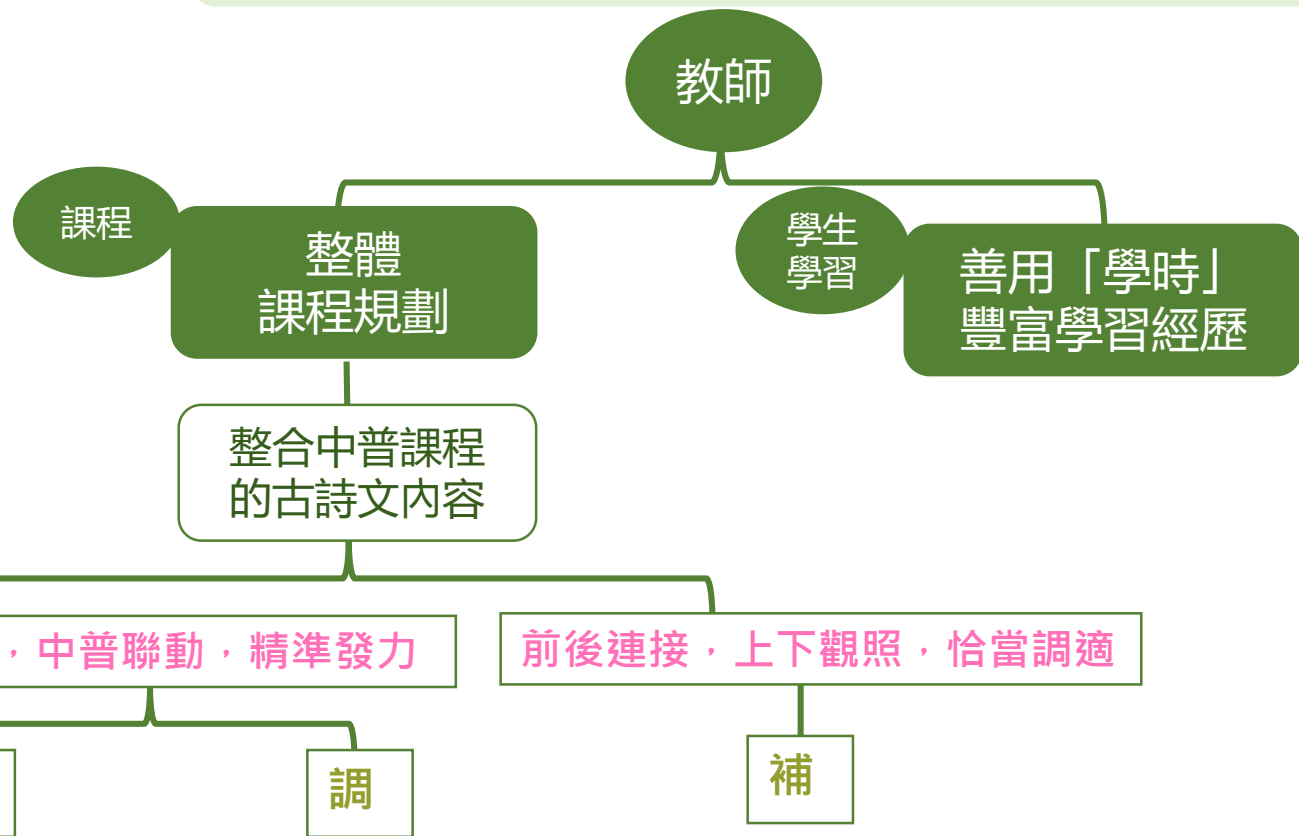 教師
課程
整體
課程規劃
學生
學習
善用「學時」
豐富學習經歷
整合中普課程
的古詩文內容
，中普聯動，精準發力
前後連接，上下觀照，恰當調適
調
補